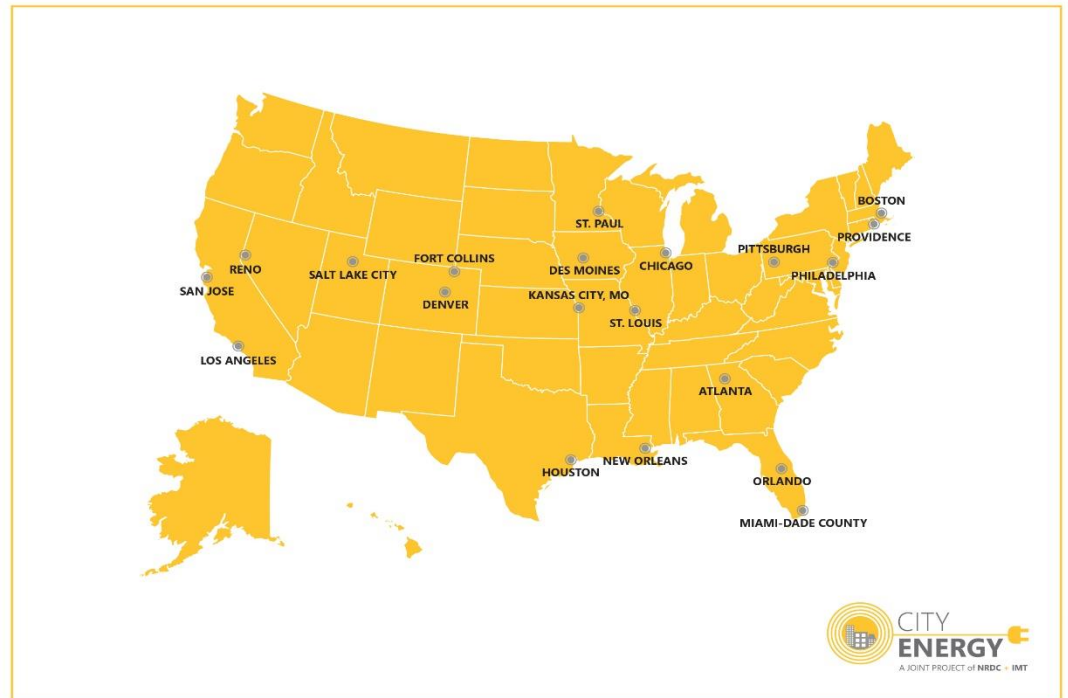 BOSTON
ST. PAUL
PROVIDENCE
PITTSBURGH
FORT COLLINS
RENO
SALT LAKE CITY
DES MOINES
CHICAGO
PHILADELPHIA
SAN JOSE
KANSAS CITY, MO
DENVER
ST. LOUIS
LOS ANGELES
ATLANTA
NEW ORLEANS
HOUSTON
ORLANDO
MIAMI-DADE COUNTY
CITY
ENERGY
A JOINT PROJECT of NRDC + IMT